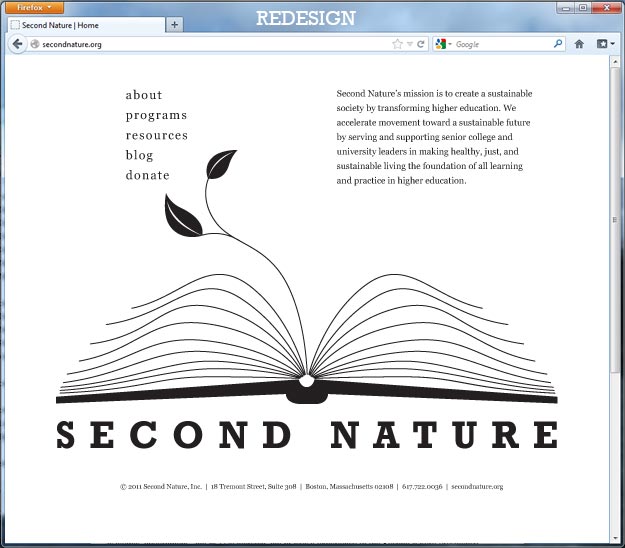 REDESIGN
Firefox
Second Nature | Home
secondnature.org
Google
about
programs
resources
blog
donate
Second Nature's mission is to create a sustainable
society by transforming higher education. We
accelerate movement toward a sustainable future
by serving and supporting senior college and
university leaders in making healthy, just, and
sustainable living the foundation of all learning
and practice in higher education.
SECOND NATURE
© 2011 Second Nature, Inc. | 18 Tremont Street, Suite 308 | Boston, Massachusetts 02108 | 617.722.0036 | secondnature.org